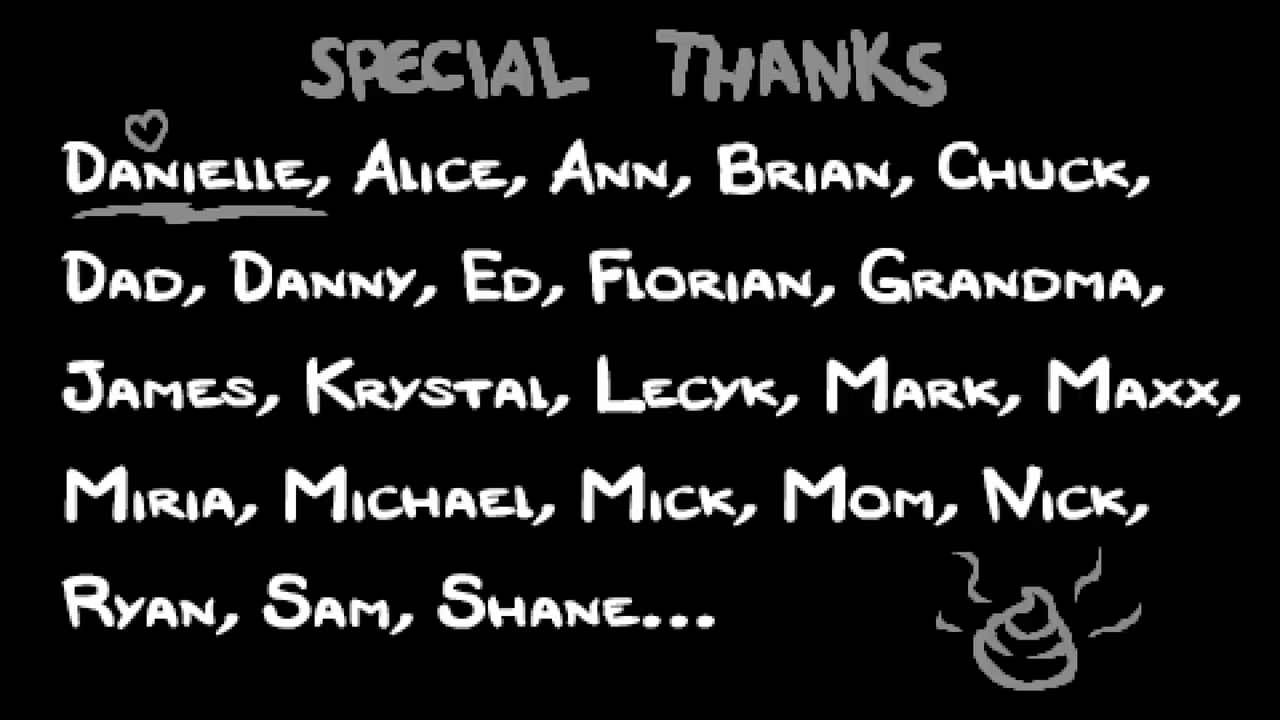 SPECIAL THANKS
DANIELLE, ALICE, ANN, BRIAN, CHUCK,
DAD, DANNY, ED, FLORIAN, GRANDMA,
JAMES, KRYSTAL, LECYK, MARK, MAXX,
MIRIA, MICHAEL, MICK, MOM, NICK,
RYAN, SAM, SHANE...